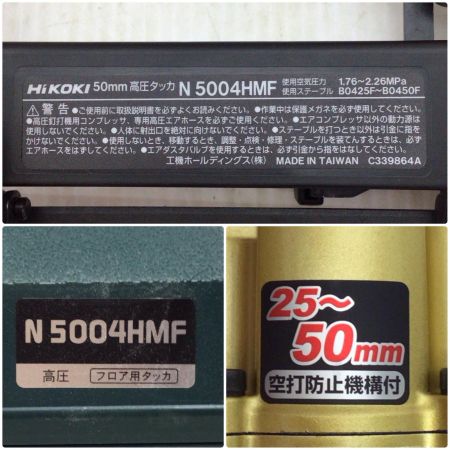 HiKOKI 50mm 高圧タッカ N 5004HMF 使用空気圧力 1.76～2.26MPa
使用ステープル B0425F～B0450F
⚠ 警告 ●ご使用前に取扱説明書を必ずよくお読みください。●作業中は保護メガネを必ず使用してください。
●高圧釘打機用コンプレッサ、専用高圧エアホースを必ずご使用ください。●エアコンプレッサ以外の動力源は
使用しないでください。●人体に射出口を絶対に向けないでください。●ステープルを打つとき以外は引金に指を
かけないでください。●使用しないとき、移動するとき、調整・点検・修理・ステープルを装てんするときは、必ず
エアホースをはずしてください。●エアダスタバルブを使用するときは、必ず引金から指をはなしてください。
工機ホールディングス(株) MADE IN TAIWAN C339864A
N 5004HMF
高圧 フロア用タッカ
25～
50mm
空打防止機構付